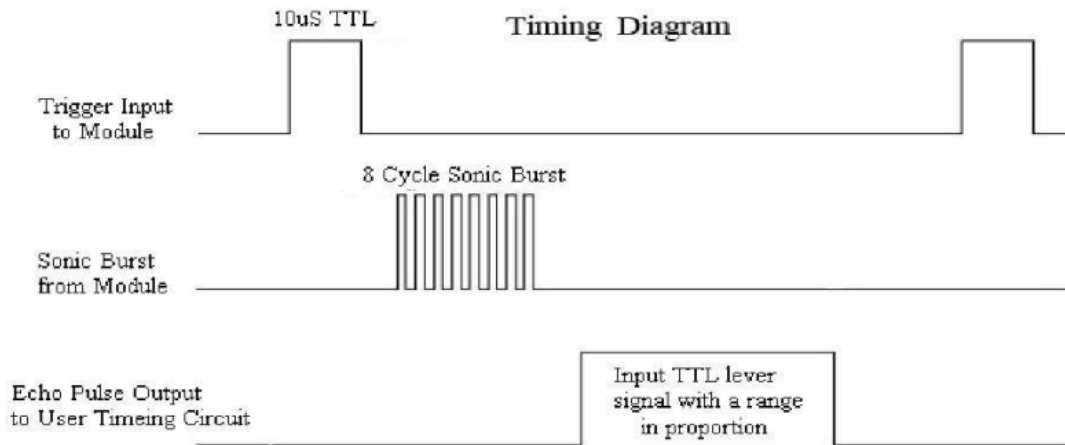 10uS TTL
Timing Diagram
Trigger Input
to Module
8 Cycle Sonic Burst
Sonic Burst
from Module
Echo Pulse Output
to User Timeing Circuit
Input TTL lever
signal with a range
in proportion